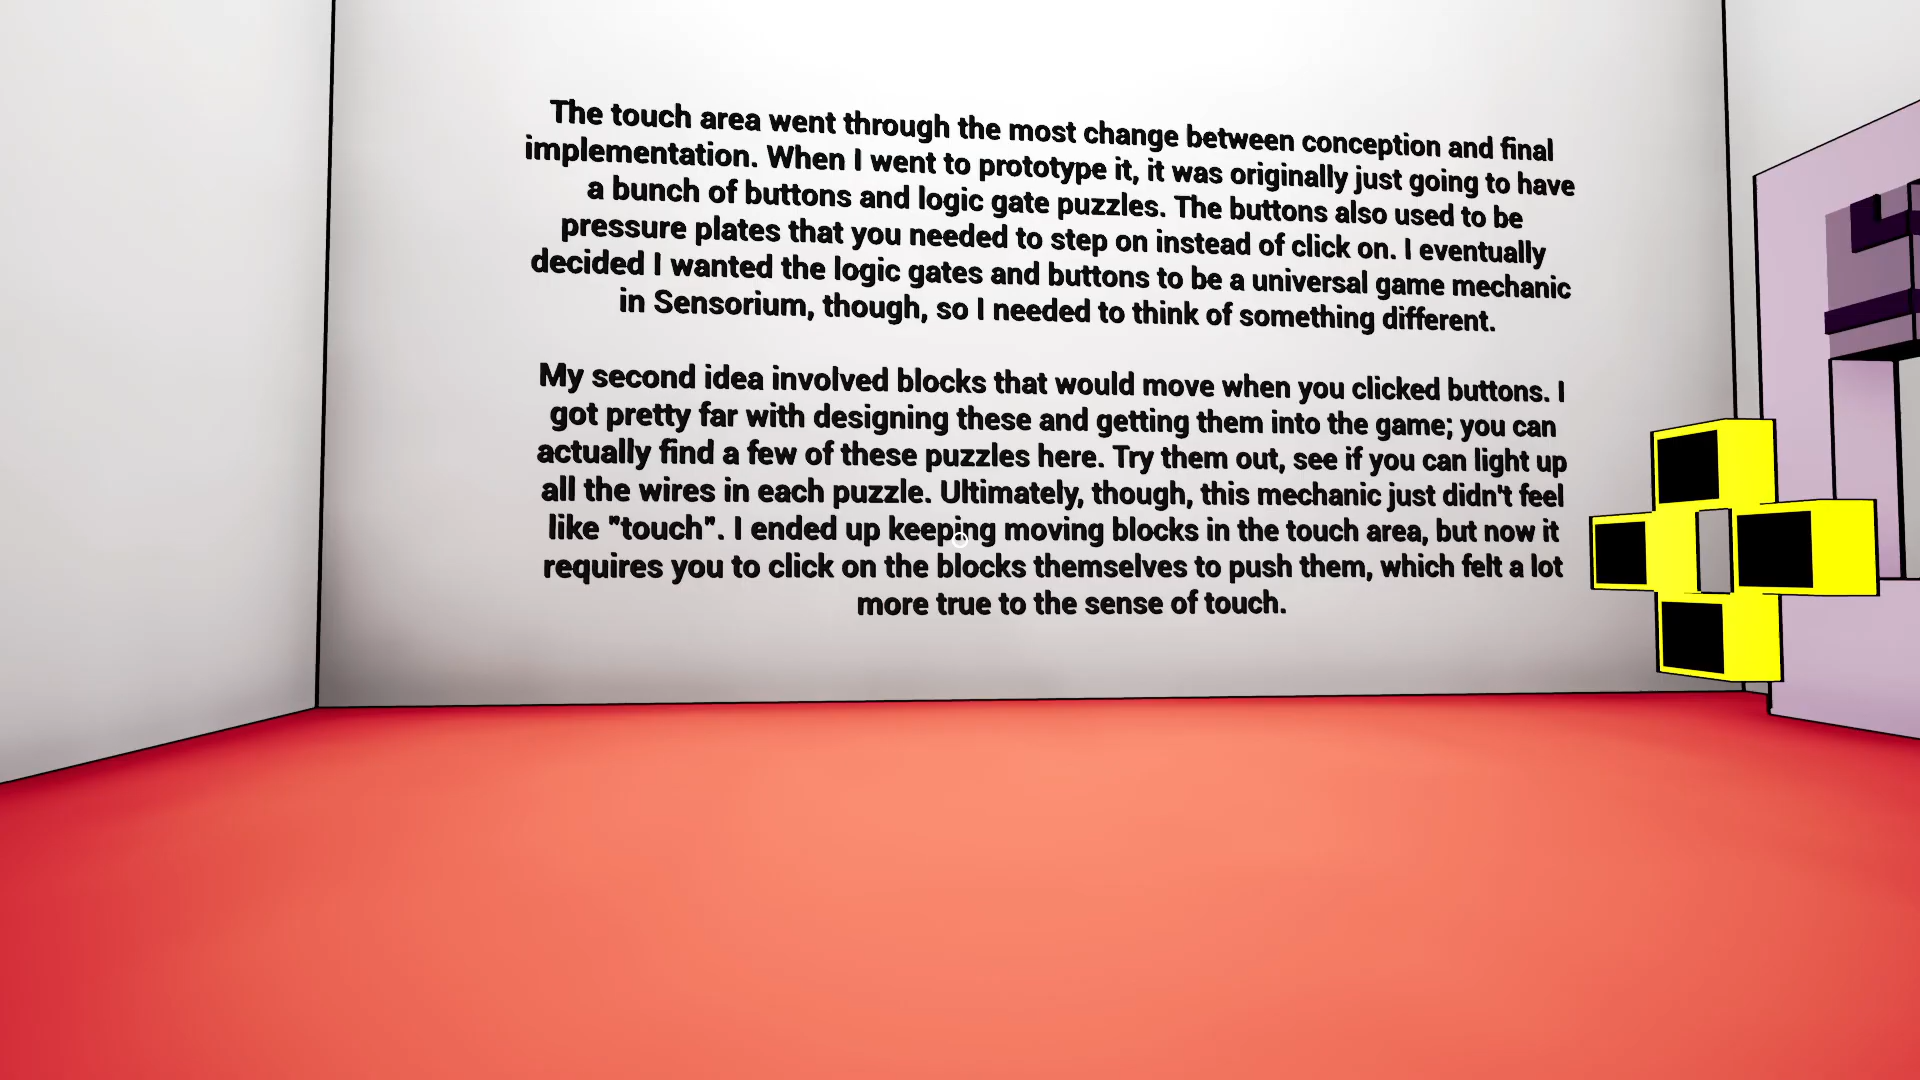 The touch area went through the most change between conception and final
implementation. When I went to prototype it, it was originally just going to have
a bunch of buttons and logic gate puzzles. The buttons also used to be
pressure plates that you needed to step on instead of click on. I eventually
decided I wanted the logic gates and buttons to be a universal game mechanic
in Sensorium, though, so I needed to think of something different.
My second idea involved blocks that would move when you clicked buttons. I
got pretty far with designing these and getting them into the game; you can
actually find a few of these puzzles here. Try them out, see if you can light up
all the wires in each puzzle. Ultimately, though, this mechanic just didn't feel
like "touch". I ended up keeping moving blocks in the touch area, but now it
requires you to click on the blocks themselves to push them, which felt a lot
more true to the sense of touch.